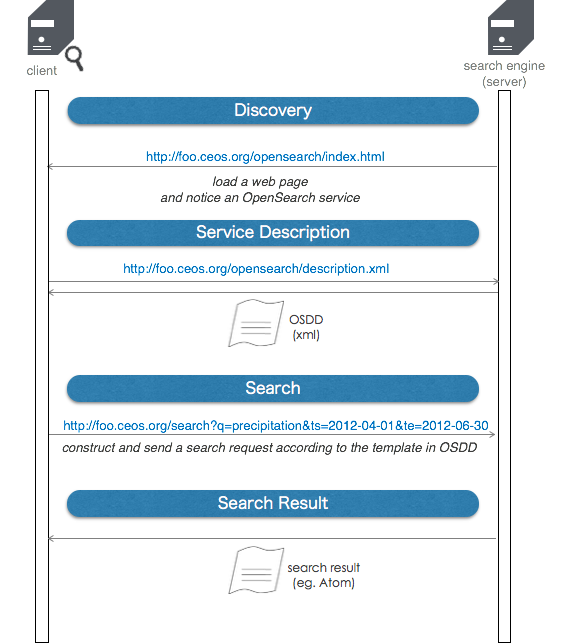 client
search engine
(server)
Discovery
http://foo.ceos.org/opensearch/index.html
load a web page
and notice an OpenSearch service
Service Description
http://foo.ceos.org/opensearch/description.xml
OSDD
(xml)
Search
http://foo.ceos.org/search?q=precipitation&ts=2012-04-01&te=2012-06-30
construct and send a search request according to the template in OSDD
Search Result
search result
(eg. Atom)